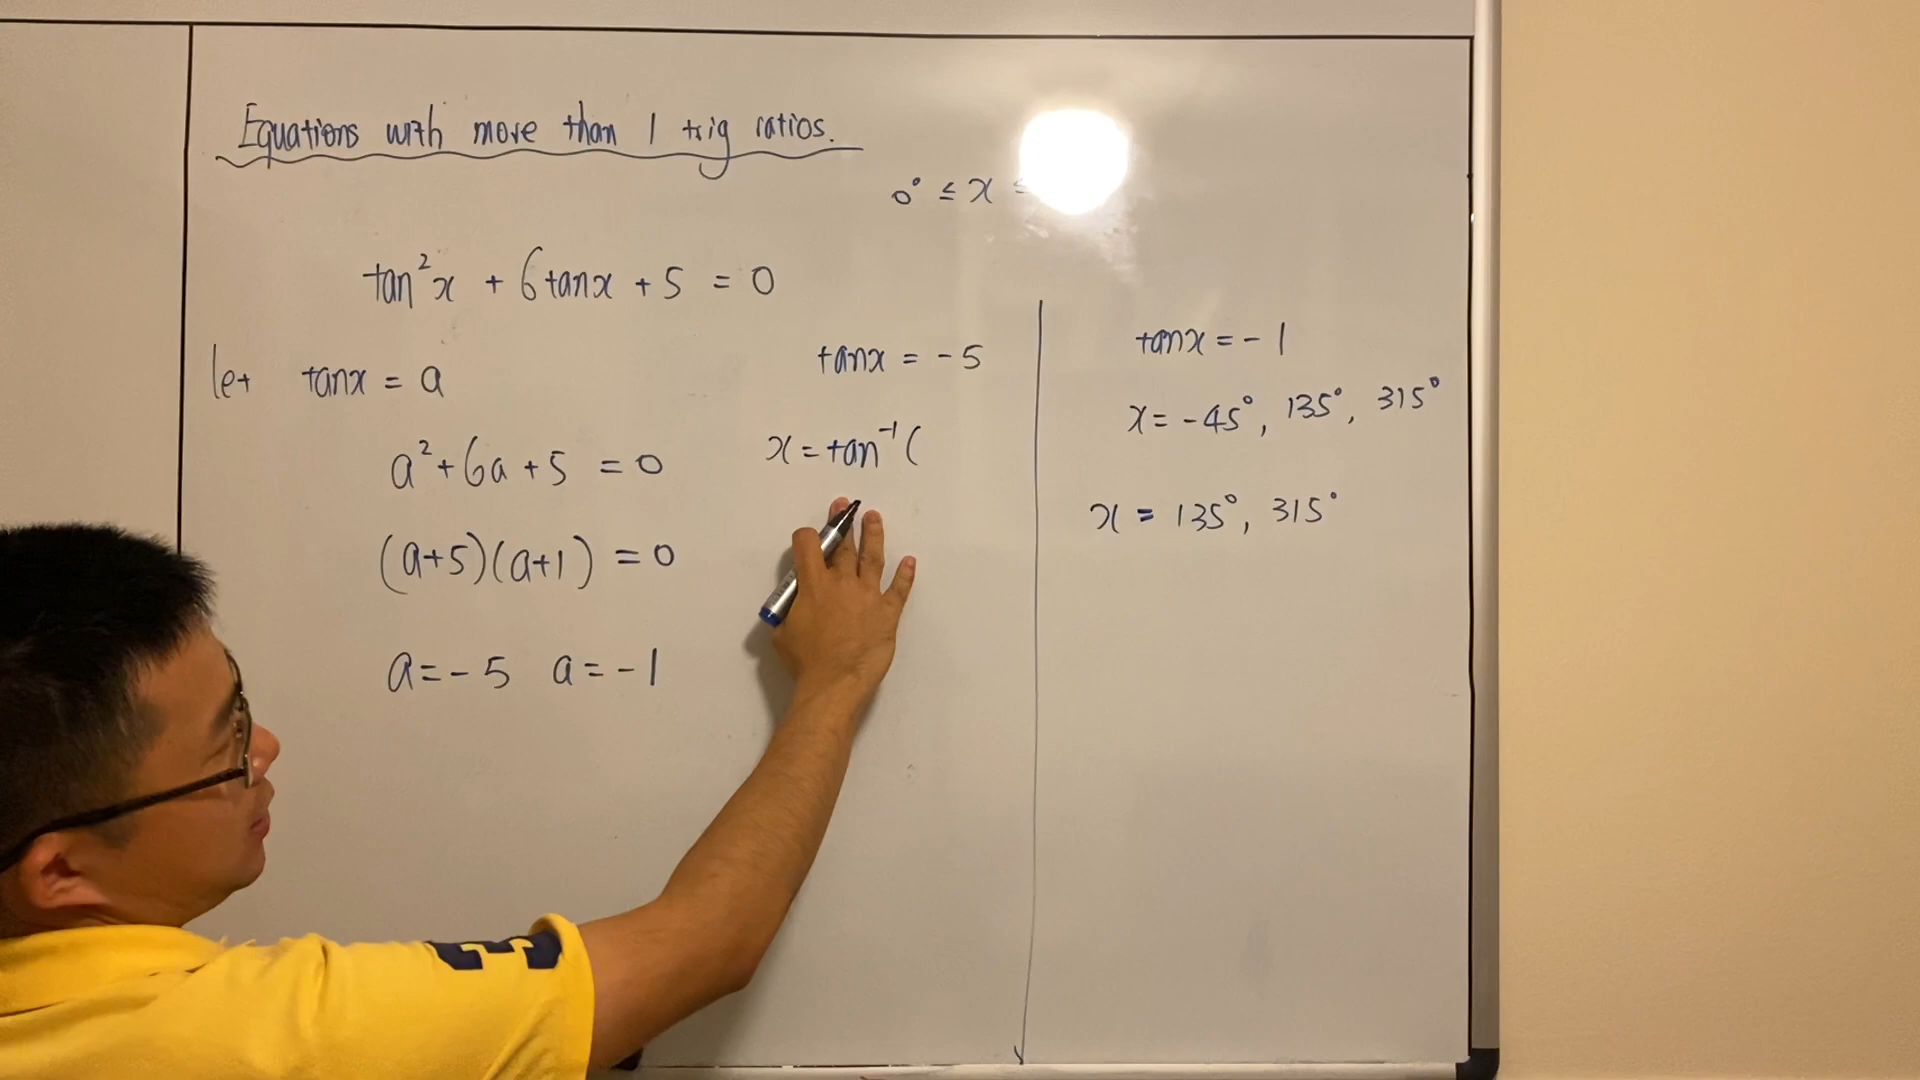 Equations with more than 1 trig ratios.
0° ≤ x ≤
tan²x + 6tanx + 5 = 0
let tanx = a
a² + 6a + 5 = 0
(a+5)(a+1) = 0
a = -5 a = -1
tanx = -5
x = tan⁻¹(
tanx = -1
x = -45°, 135°, 315°
x = 135°, 315°